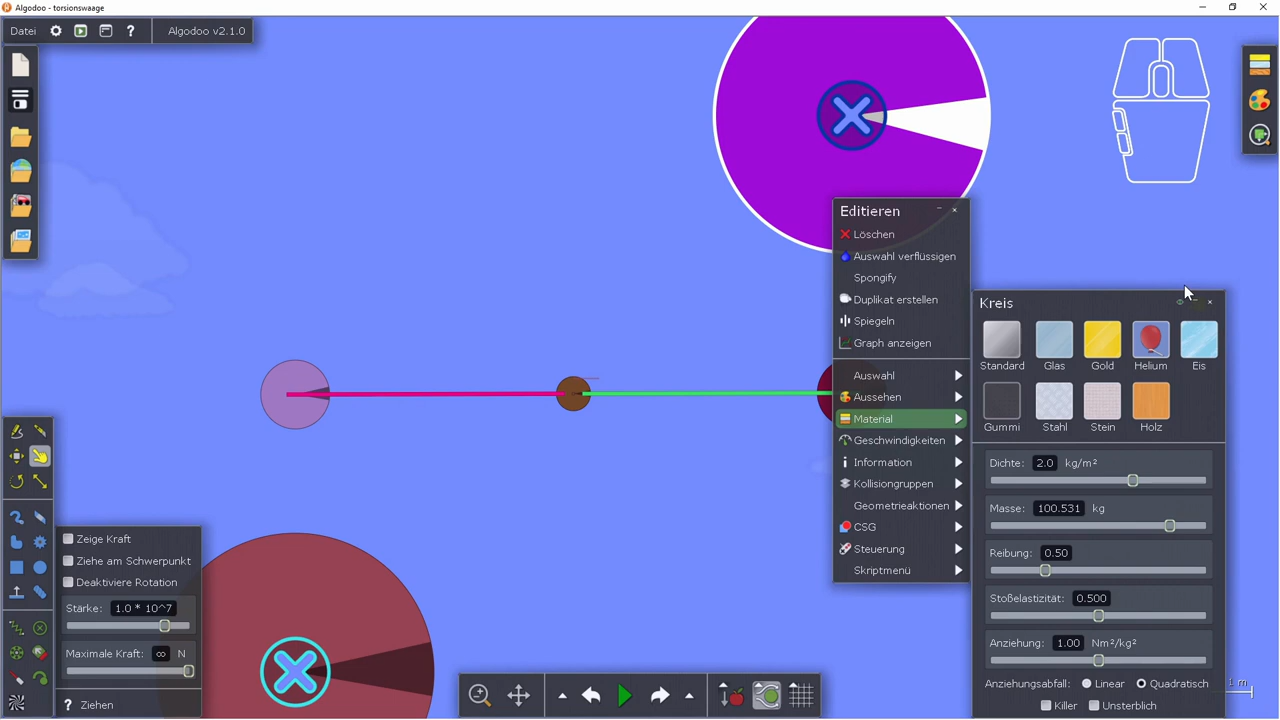 Algodoo - torsionswaage
Datei
?
Algodoo v2.1.0
Editieren
Löschen
Auswahl verflüssigen
Spongify
Duplikat erstellen
Spiegeln
Graph anzeigen
Auswahl
Aussehen
Material
Geschwindigkeiten
Information
Kollisiongruppen
Geometrieaktionen
CSG
Steuerung
Skriptmenü
Kreis
Standard
Glas
Gold
Helium
Eis
Gummi
Stahl
Stein
Holz
Dichte: 2.0 kg/m²
Masse: 100.531 kg
Reibung: 0.50
Stoßelastizität: 0.500
Anziehung: 1.00 Nm²/kg²
Anziehungsabfall: Linear Quadratisch
Killer Unsterblich
1 m
Zeige Kraft
Ziehe am Schwerpunkt
Deaktiviere Rotation
Stärke: 1.0 * 10^7
Maximale Kraft: ∞ N
? Ziehen